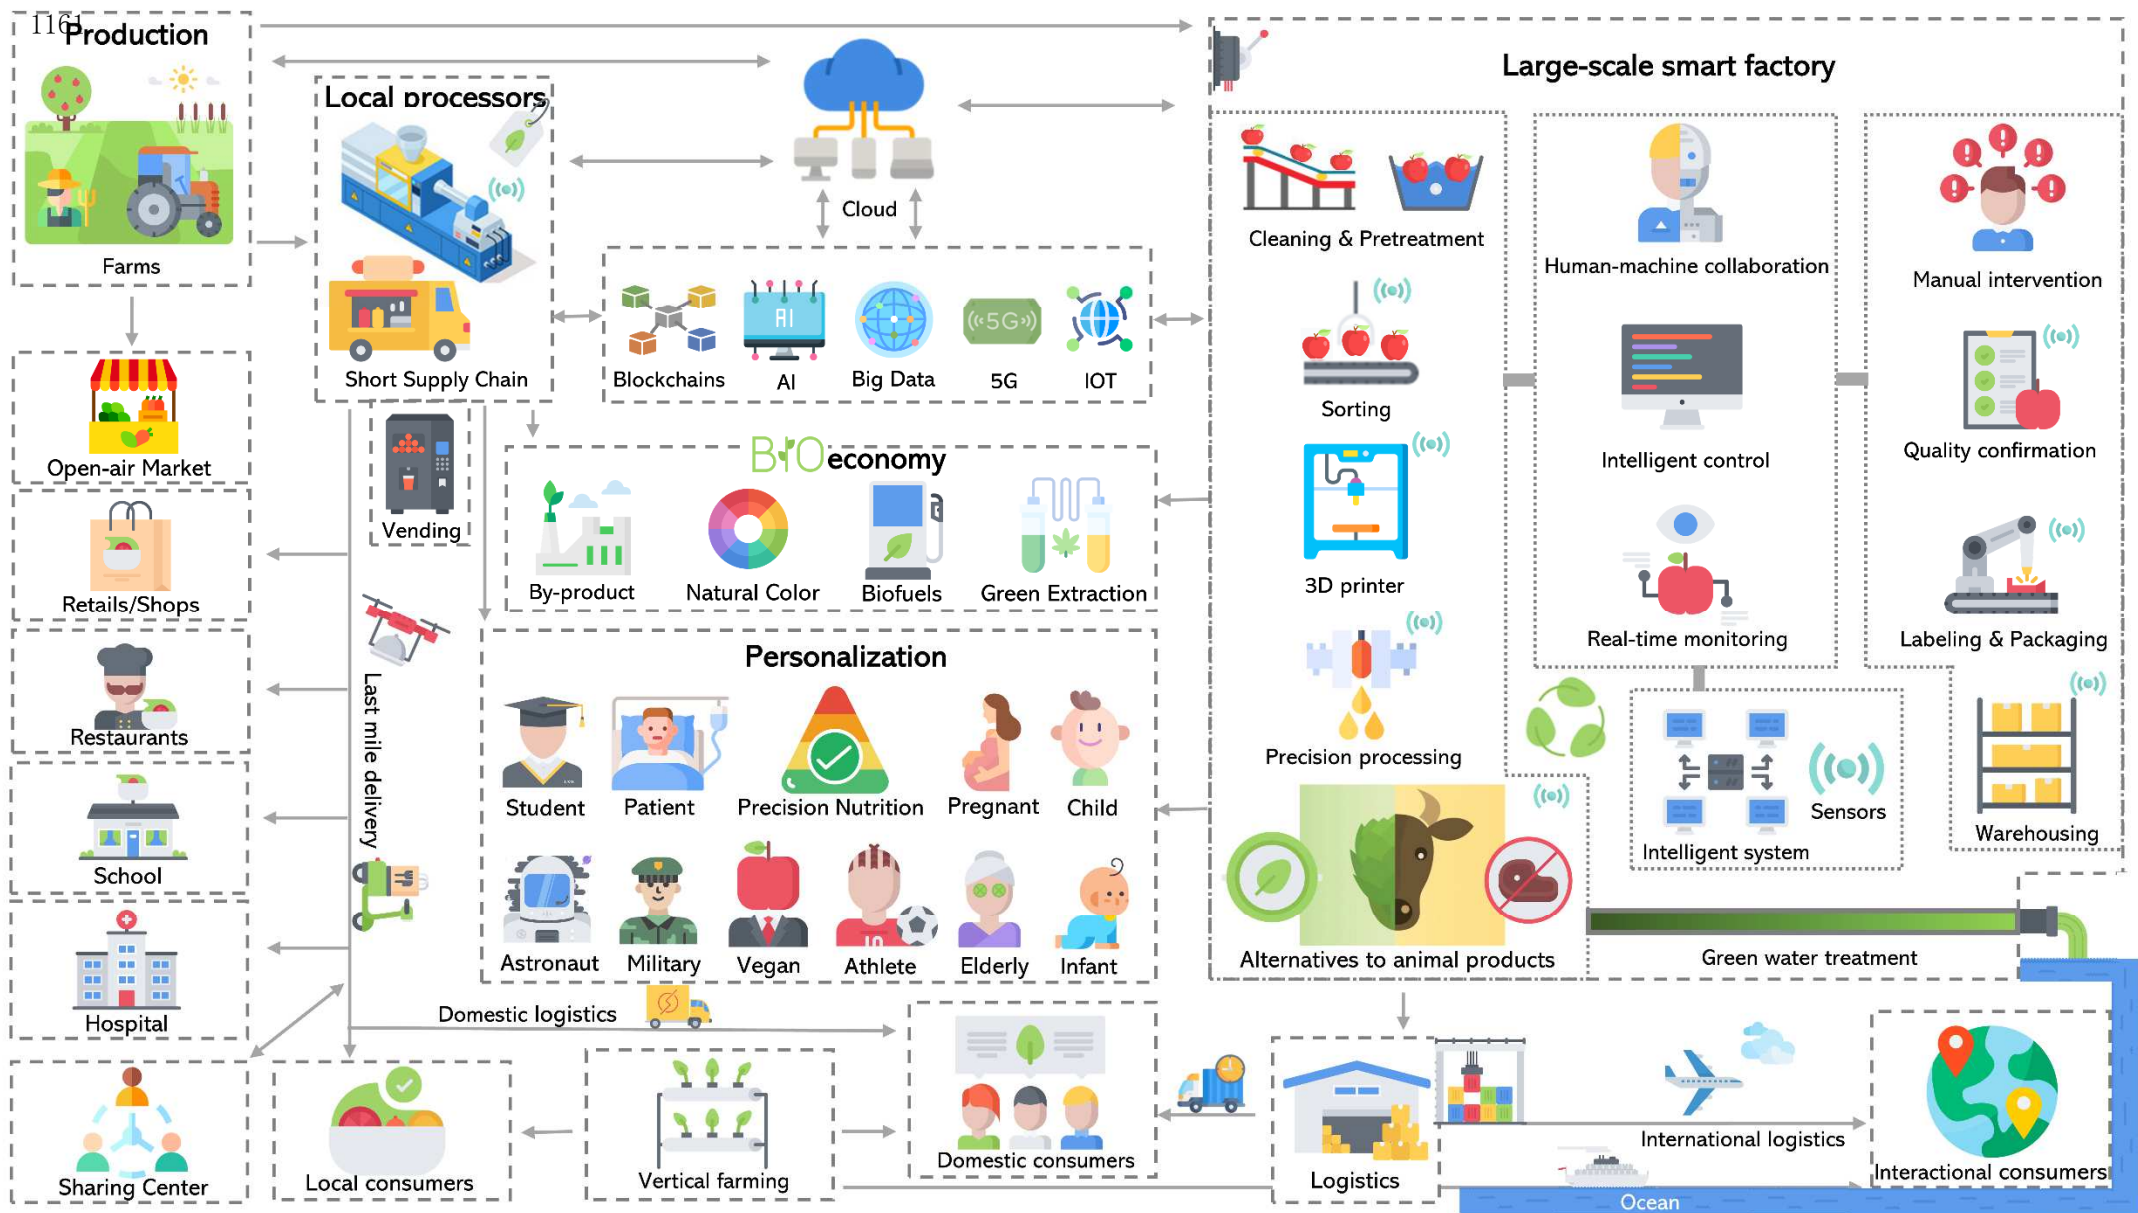 1161
Production
Farms
Local processors
Short Supply Chain
Cloud
Blockchains
AI
AI
Big Data
5G
5G
IOT
Large-scale smart factory
Cleaning & Pretreatment
Sorting
3D printer
Precision processing
Alternatives to animal products
Human-machine collaboration
Intelligent control
Real-time monitoring
Intelligent system
Sensors
Manual intervention
Quality confirmation
Labeling & Packaging
Warehousing
Green water treatment
Open-air Market
Retails/Shops
Restaurants
School
Hospital
Sharing Center
Vending
Last mile delivery
BIOeconomy
By-product
Natural Color
Biofuels
Green Extraction
Personalization
Student
Patient
Precision Nutrition
Pregnant
Child
Astronaut
Military
Vegan
10
Athlete
Elderly
Infant
Domestic logistics
Local consumers
Vertical farming
Domestic consumers
Logistics
International logistics
Interactional consumers
Ocean